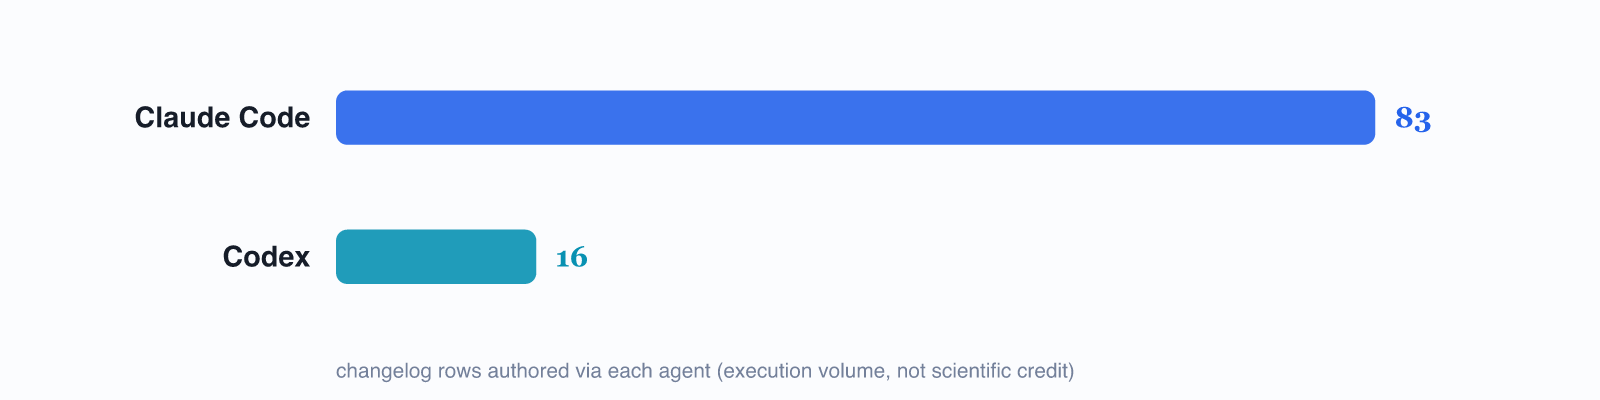 Claude Code 83
Codex 16
changelog rows authored via each agent (execution volume, not scientific credit)